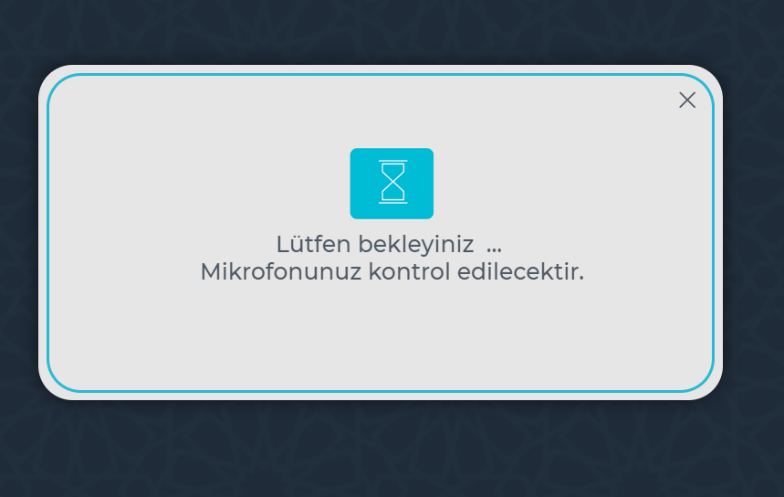 Lütfen bekleyiniz ...
Mikrofonunuz kontrol edilecektir.